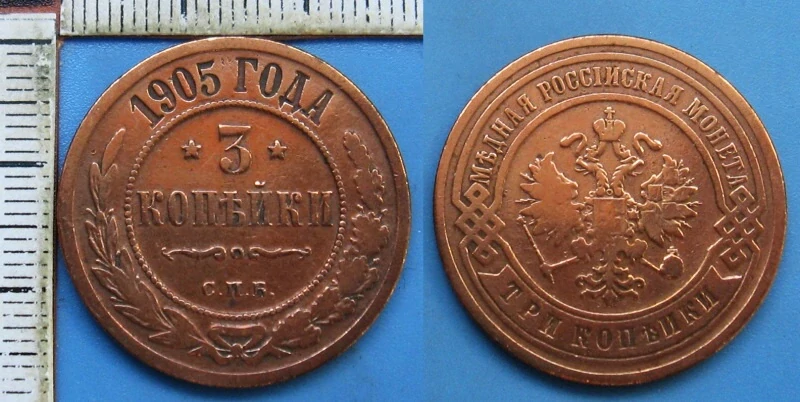 1905 ГОДА
3
КОПѢЙКИ
С.П.Б.
МѢДНАЯ РОССІЙСКАЯ МОНЕТА
ТРИ КОПѢЙКИ